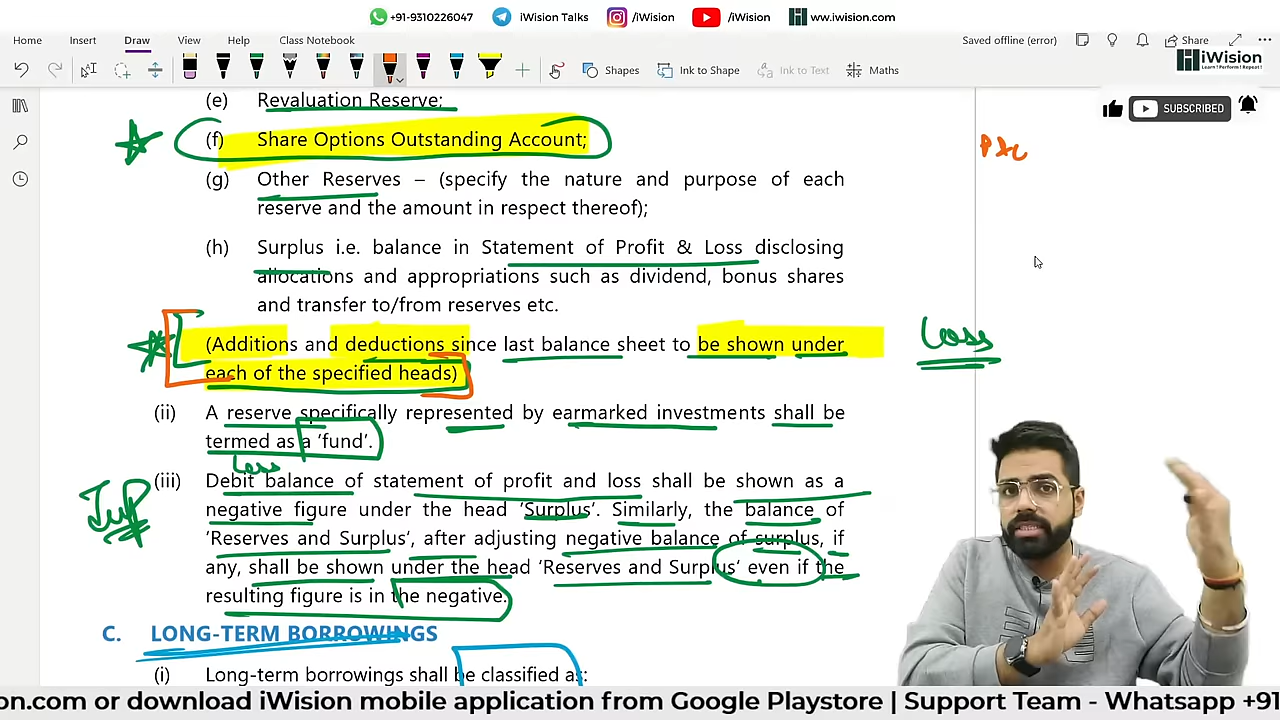 +91-9310226047 iWision Talks /iWision /iWision ww.iwision.com
Home Insert Draw View Help Class Notebook Saved offline (error) Share
Shapes Ink to Shape Ink to Text Maths
iWision
Learn ! Perform ! Repeat !
SUBSCRIBED
(e) Revaluation Reserve;
(f) Share Options Outstanding Account;
(g) Other Reserves – (specify the nature and purpose of each
reserve and the amount in respect thereof);
(h) Surplus i.e. balance in Statement of Profit & Loss disclosing
allocations and appropriations such as dividend, bonus shares
and transfer to/from reserves etc.
Loss
(Additions and deductions since last balance sheet to be shown under
each of the specified heads)
(ii) A reserve specifically represented by earmarked investments shall be
termed as a ‘fund’.
Loss
Imp
(iii) Debit balance of statement of profit and loss shall be shown as a
negative figure under the head ‘Surplus’. Similarly, the balance of
‘Reserves and Surplus’, after adjusting negative balance of surplus, if
any, shall be shown under the head ‘Reserves and Surplus’ even if the
resulting figure is in the negative.
C. LONG-TERM BORROWINGS
(i) Long-term borrowings shall be classified as:
on.com or download iWision mobile application from Google Playstore | Support Team - Whatsapp +91